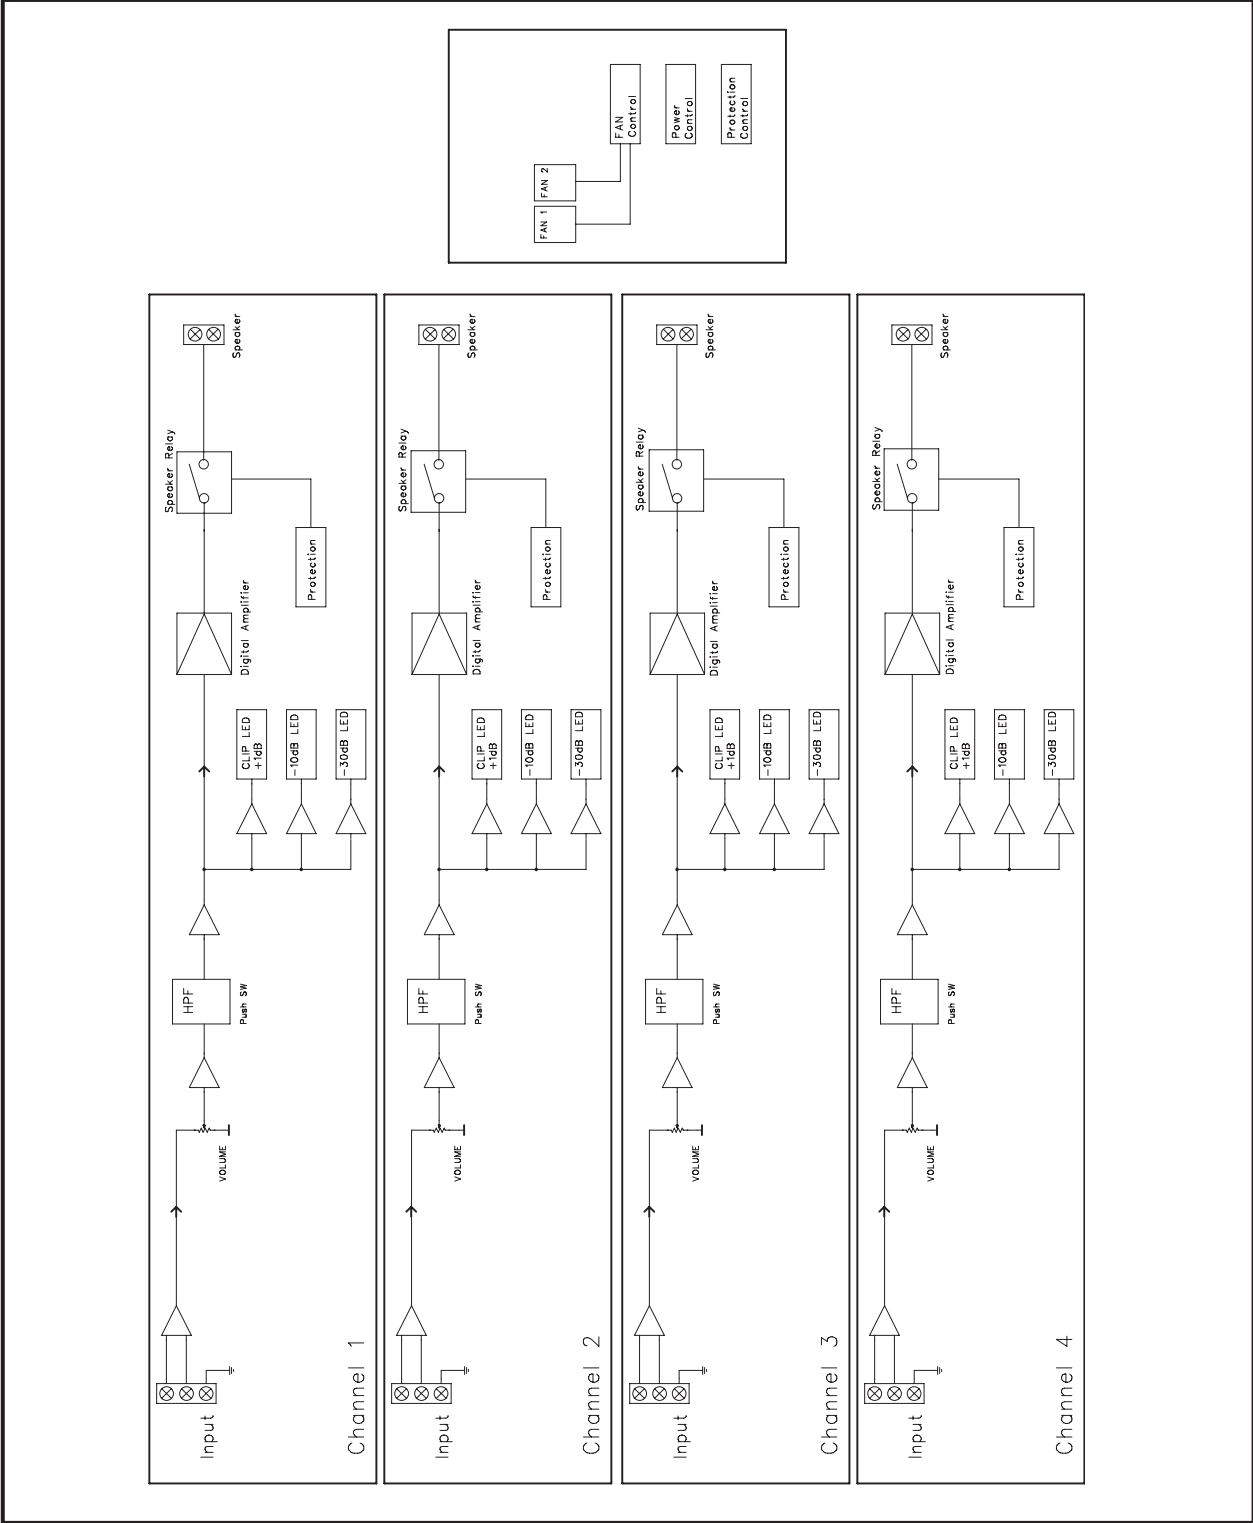 FAN 1
FAN 2
FAN
Control
Power
Control
Protection
Control
Channel 1
Input
VOLUME
HPF
Push SW
CLIP LED
+1dB
-10dB LED
-30dB LED
Digital Amplifier
Protection
Speaker Relay
Speaker
Channel 2
Input
VOLUME
HPF
Push SW
CLIP LED
+1dB
-10dB LED
-30dB LED
Digital Amplifier
Protection
Speaker Relay
Speaker
Channel 3
Input
VOLUME
HPF
Push SW
CLIP LED
+1dB
-10dB LED
-30dB LED
Digital Amplifier
Protection
Speaker Relay
Speaker
Channel 4
Input
VOLUME
HPF
Push SW
CLIP LED
+1dB
-10dB LED
-30dB LED
Digital Amplifier
Protection
Speaker Relay
Speaker